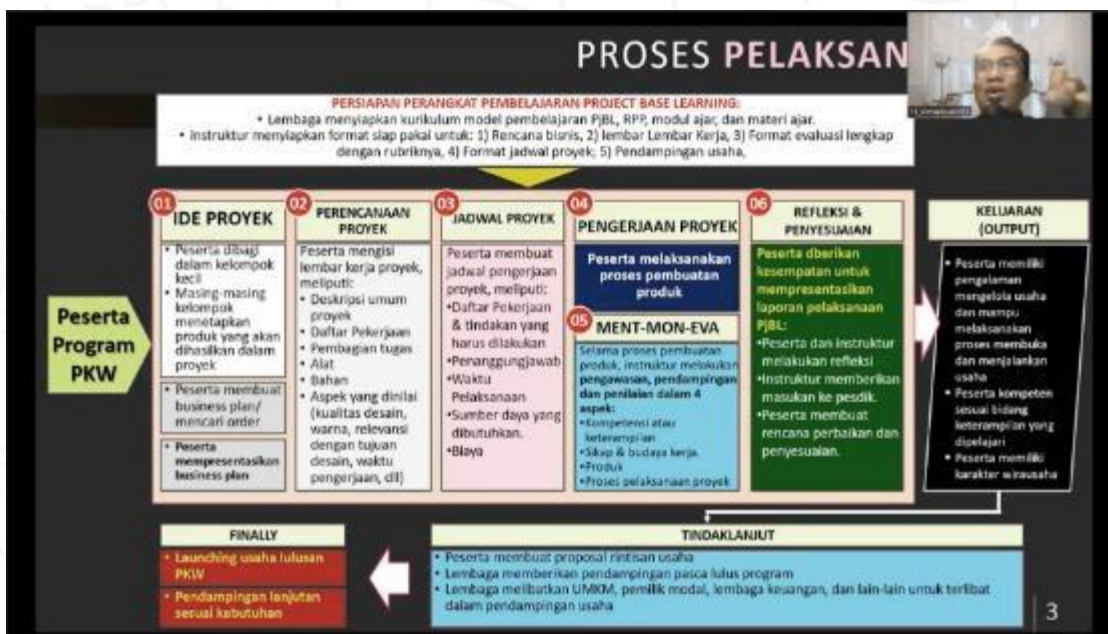 PROSES PELAKSAN
PERSIAPAN PERANGKAT PEMBELAJARAN PROJECT BASE LEARNING:
• Lembaga menyiapkan kurikulum model pembelajaran PjBL, RPP, modul ajar, dan materi ajar.
• Instruktur menyiapkan format siap pakai untuk: 1) Rencana bisnis, 2) lembar Lembar Kerja, 3) Format evaluasi lengkap
dengan rubriknya, 4) Format jadwal proyek; 5) Pendampingan usaha,
Peserta
Program
PKW
01
IDE PROYEK
• Peserta dibagi
dalam kelompok
kecil
• Masing-masing
kelompok
menetapkan
produk yang akan
dihasilkan dalam
proyek
• Peserta membuat
business plan/
mencari order
• Peserta
mempresentasikan
business plan
02
PERENCANAAN
PROYEK
Peserta mengisi
lembar kerja proyek,
meliputi:
• Deskripsi umum
proyek
• Daftar Pekerjaan
• Pembagian tugas
• Alat
• Bahan
• Aspek yang dinilai
(kualitas desain,
warna, relevansi
dengan tujuan
desain, waktu
pengerjaan, dll)
03
JADWAL PROYEK
Peserta membuat
jadwal pengerjaan
proyek, meliputi:
•Daftar Pekerjaan
& tindakan yang
harus dilakukan
•Penanggungjawab
•Waktu
Pelaksanaan
•Sumber daya yang
dibutuhkan.
•Biaya
04
PENGERJAAN PROYEK
Peserta melaksanakan
proses pembuatan
produk
05
MENT-MON-EVA
Selama proses pembuatan
produk, instruktur melakukan
pengawasan, pendampingan
dan penilaian dalam 4
aspek:
•Kompetensi atau
keterampilan
•Sikap & budaya kerja.
•Produk
•Proses pelaksanaan proyek
06
REFLEKSI &
PENYESUAIAN
Peserta dberikan
kesempatan untuk
mempresentasikan
laporan pelaksanaan
PjBL:
•Peserta dan instruktur
melakukan refleksi
•Instruktur memberikan
masukan ke pesdik.
•Peserta membuat
rencana perbaikan dan
penyesuaian.
KELUARAN
(OUTPUT)
• Peserta memiliki
pengalaman
mengelola usaha
dan mampu
melaksanakan
proses membuka
dan menjalankan
usaha
• Peserta kompeten
sesuai bidang
keterampilan yang
dipelajari
• Peserta memiliki
karakter wirausaha
TINDAKLANJUT
• Peserta membuat proposal rintisan usaha
• Lembaga memberikan pendampingan pasca lulus program
• Lembaga melibatkan UMKM, pemilik modal, lembaga keuangan, dan lain-lain untuk terlibat
dalam pendampingan usaha
FINALLY
• Launching usaha lulusan
PKW
• Pendampingan lanjutan
sesuai kebutuhan
3